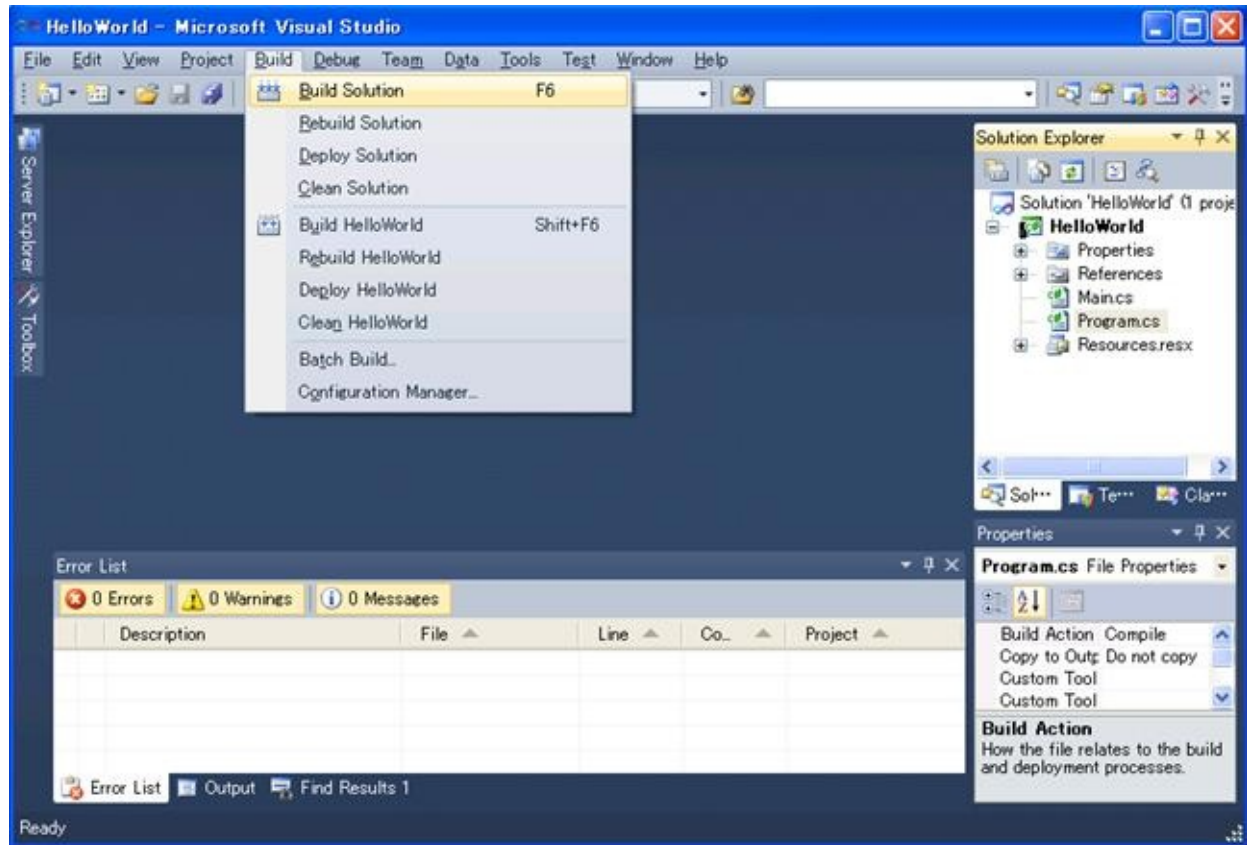 HelloWorld - Microsoft Visual Studio
File Edit View Project Build Debug Team Data Tools Test Window Help
Build Solution F6
Rebuild Solution
Deploy Solution
Clean Solution
Build HelloWorld Shift+F6
Rebuild HelloWorld
Deploy HelloWorld
Clean HelloWorld
Batch Build...
Configuration Manager...
Server Explorer
Toolbox
Solution Explorer
Solution 'HelloWorld' (1 proje
HelloWorld
Properties
References
Main.cs
Program.cs
Resources.resx
Sol... Te... Cla...
Properties
Program.cs File Properties
Build Action Compile
Copy to Outp Do not copy
Custom Tool
Custom Tool
Build Action
How the file relates to the build
and deployment processes.
Error List
0 Errors 0 Warnings 0 Messages
Description File Line Co... Project
Error List Output Find Results 1
Ready